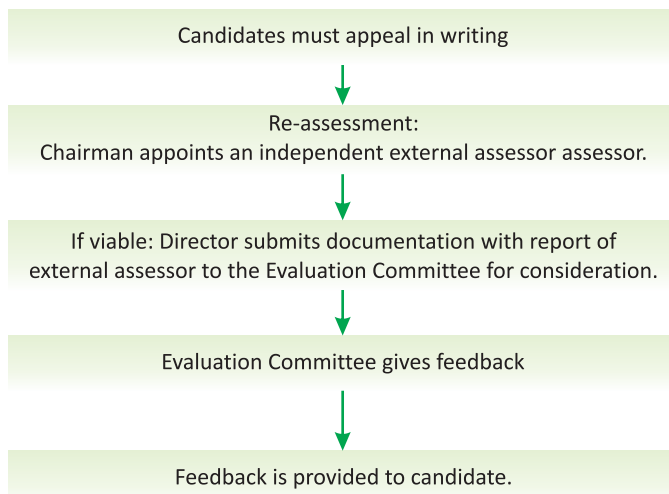 Candidates must appeal in writing
Re-assessment:
Chairman appoints an independent external assessor assessor.
If viable: Director submits documentation with report of
external assessor to the Evaluation Committee for consideration.
Evaluation Committee gives feedback
Feedback is provided to candidate.